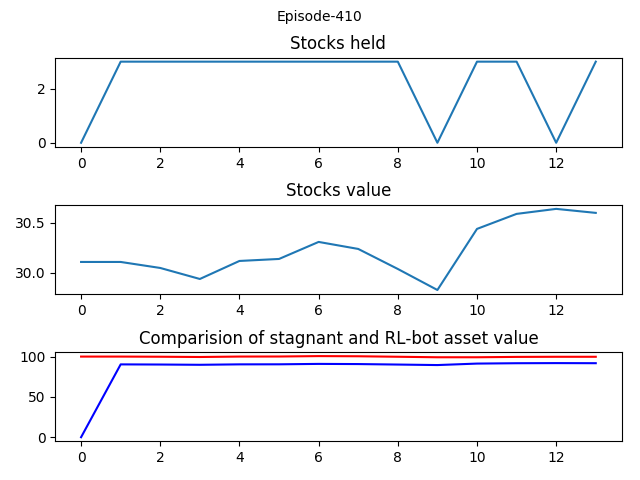 Episode-410
Stocks held
2
0
0 2 4 6 8 10 12
Stocks value
30.5
30.0
0 2 4 6 8 10 12
Comparision of stagnant and RL-bot asset value
100
50
0
0 2 4 6 8 10 12